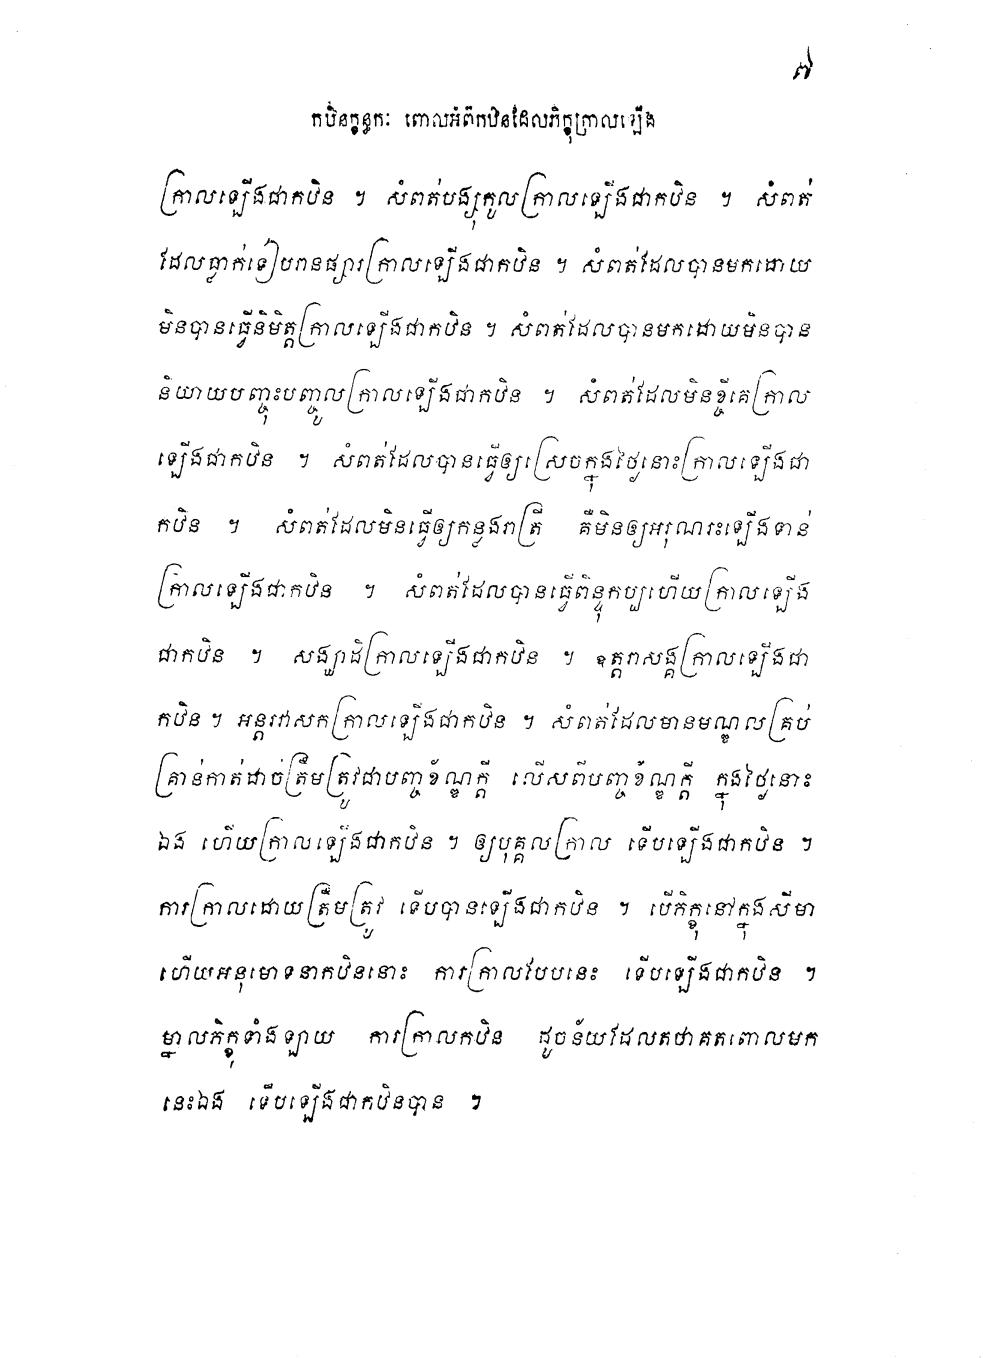 ៧
កឋិនក្ខន្ធកៈ ពោលអំពីកឋិនដែលភិក្ខុក្រាលឡើង
ក្រាលឡើងជាកឋិន ។ សំពត់បង្សុកូលក្រាលឡើងជាកឋិន ។ សំពត់
ដែលធ្លាក់ទៀបរានផ្សារក្រាលឡើងជាកឋិន ។ សំពត់ដែលបានមកដោយ
មិនបានធ្វើនិមិត្តក្រាលឡើងជាកឋិន ។ សំពត់ដែលបានមកដោយមិនបាន
និយាយបញ្ចុះបញ្ចូលក្រាលឡើងជាកឋិន ។ សំពត់ដែលមិនខ្ចីគេក្រាល
ឡើងជាកឋិន ។ សំពត់ដែលបានធ្វើឲ្យស្រេចក្នុងថ្ងៃនោះក្រាលឡើងជា
កឋិន ។ សំពត់ដែលមិនធ្វើឲ្យកន្លងរាត្រី គឺមិនឲ្យអរុណរះឡើងទាន់
ក្រាលឡើងជាកឋិន ។ សំពត់ដែលបានធ្វើពិន្ទុកប្បហើយក្រាលឡើង
ជាកឋិន ។ សង្ឃាដិក្រាលឡើងជាកឋិន ។ ឧត្តរាសង្គក្រាលឡើងជា
កឋិន ។ អន្តរវាសកក្រាលឡើងជាកឋិន ។ សំពត់ដែលមានមណ្ឌលគ្រប់
គ្រាន់កាត់ដាច់ត្រឹមត្រូវជាបញ្ចខ័ណ្ឌក្តី លើសពីបញ្ចខ័ណ្ឌក្តី ក្នុងថ្ងៃនោះ
ឯង ហើយក្រាលឡើងជាកឋិន ។ ឲ្យបុគ្គលក្រាល ទើបឡើងជាកឋិន ។
ការក្រាលដោយត្រឹមត្រូវ ទើបបានឡើងជាកឋិន ។ បើភិក្ខុនៅក្នុងសីមា
ហើយអនុមោទនាកឋិននោះ ការក្រាលបែបនេះ ទើបឡើងជាកឋិន ។
ម្នាលភិក្ខុទាំងឡាយ ការក្រាលកឋិន ដូចន័យដែលតថាគតពោលមក
នេះឯង ទើបឡើងជាកឋិនបាន ។